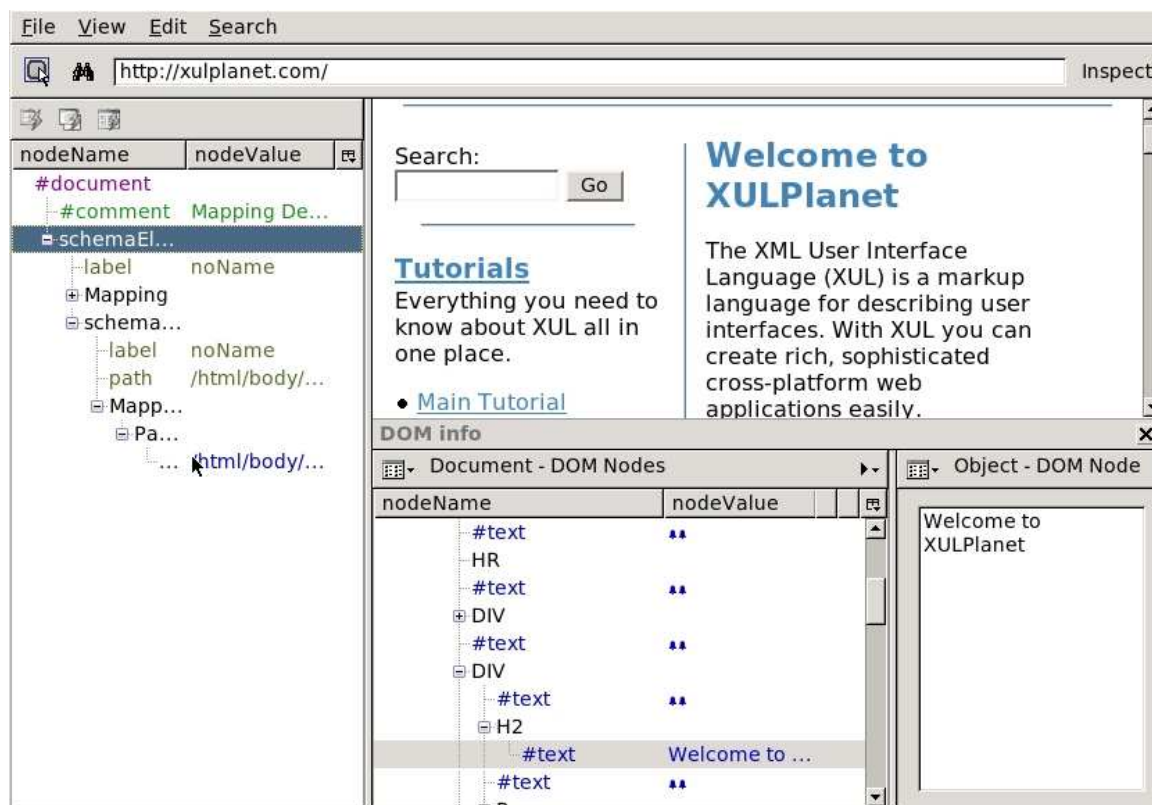 File View Edit Search
http://xulplanet.com/
Inspect
nodeName nodeValue
#document
#comment Mapping De...
schemaEl...
label noName
Mapping
schema...
label noName
path /html/body/...
Mapp...
Pa...
... /html/body/...
Search:
Go
Tutorials
Everything you need to
know about XUL all in
one place.
• Main Tutorial
Welcome to
XULPlanet
The XML User Interface
Language (XUL) is a markup
language for describing user
interfaces. With XUL you can
create rich, sophisticated
cross-platform web
applications easily.
DOM info
Document - DOM Nodes
nodeName nodeValue
#text
HR
#text
DIV
#text
DIV
#text
H2
#text Welcome to ...
#text
Object - DOM Node
Welcome to
XULPlanet